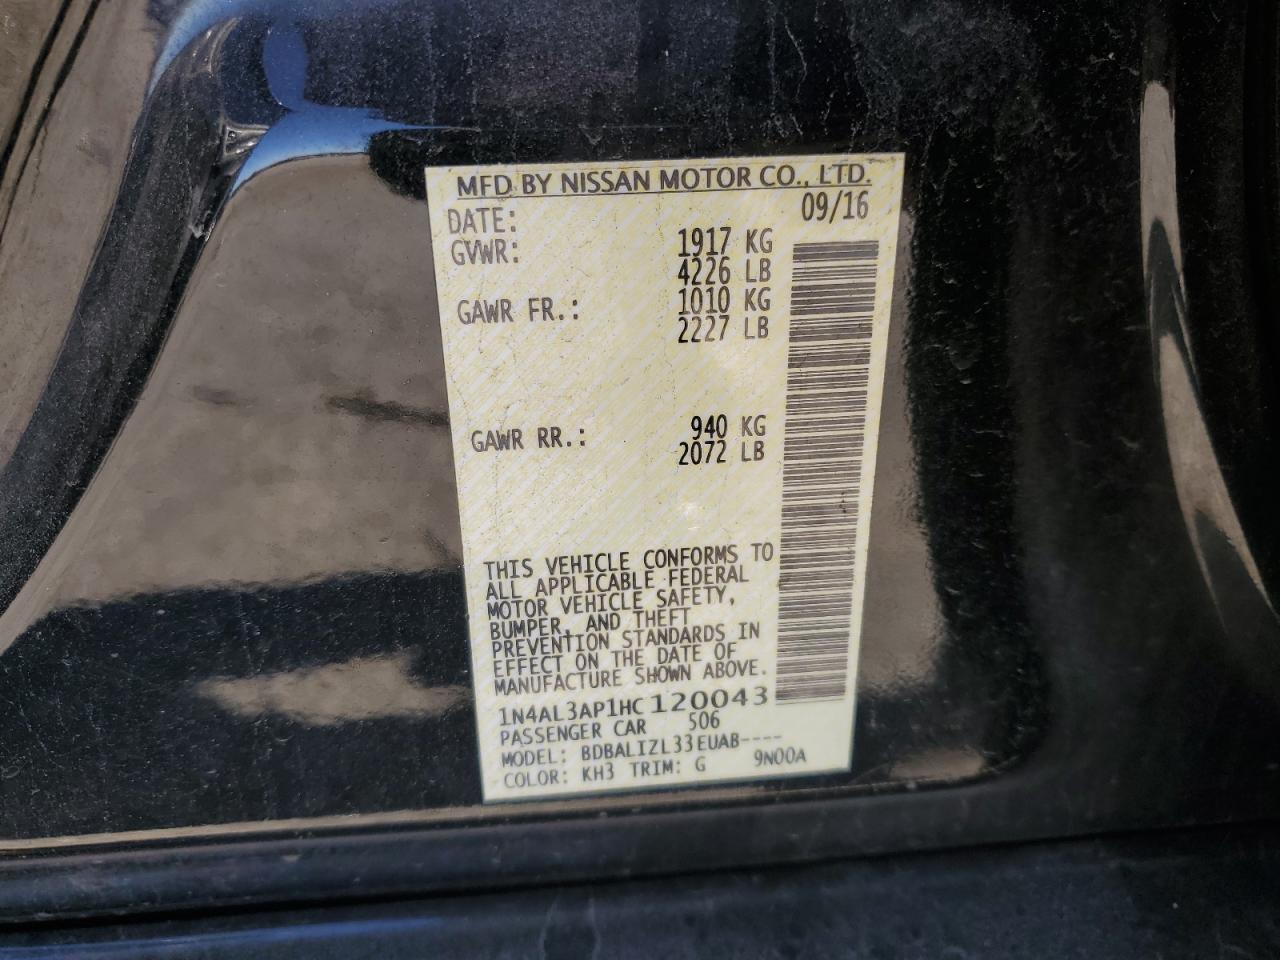 MFD BY NISSAN MOTOR CO., LTD.
DATE: 09/16
GVWR: 1917 KG
4226 LB
GAWR FR.: 1010 KG
2227 LB
GAWR RR.: 940 KG
2072 LB
THIS VEHICLE CONFORMS TO
ALL APPLICABLE FEDERAL
MOTOR VEHICLE SAFETY,
BUMPER, AND THEFT
PREVENTION STANDARDS IN
EFFECT ON THE DATE OF
MANUFACTURE SHOWN ABOVE.
1N4AL3AP1HC120043
PASSENGER CAR 506
MODEL: BDBALIZL33EUAB----
COLOR: KH3 TRIM: G 9N00A